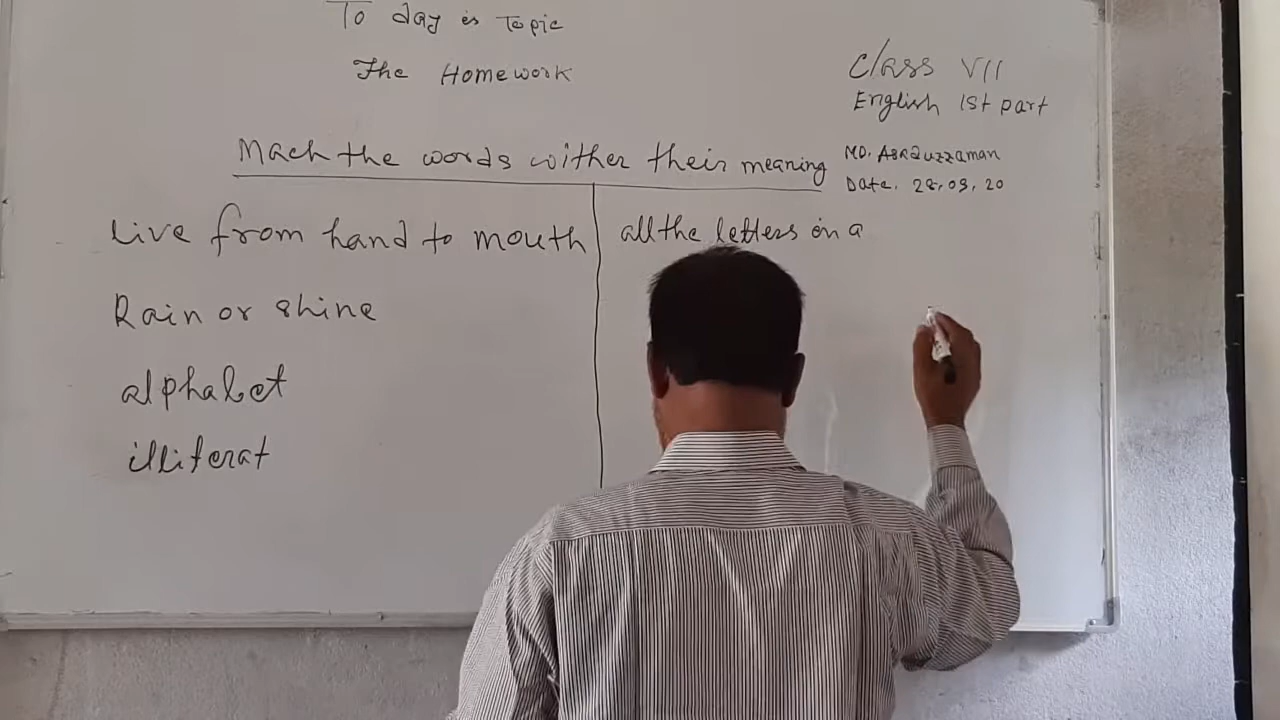 To day is Topic
The Homework
Class VII
English 1st part
Mach the words wither their meaning
MD. Asaduzzaman
Date. 28.09.20
Live from hand to mouth
all the letters on a
Rain or shine
alphabet
illiterat